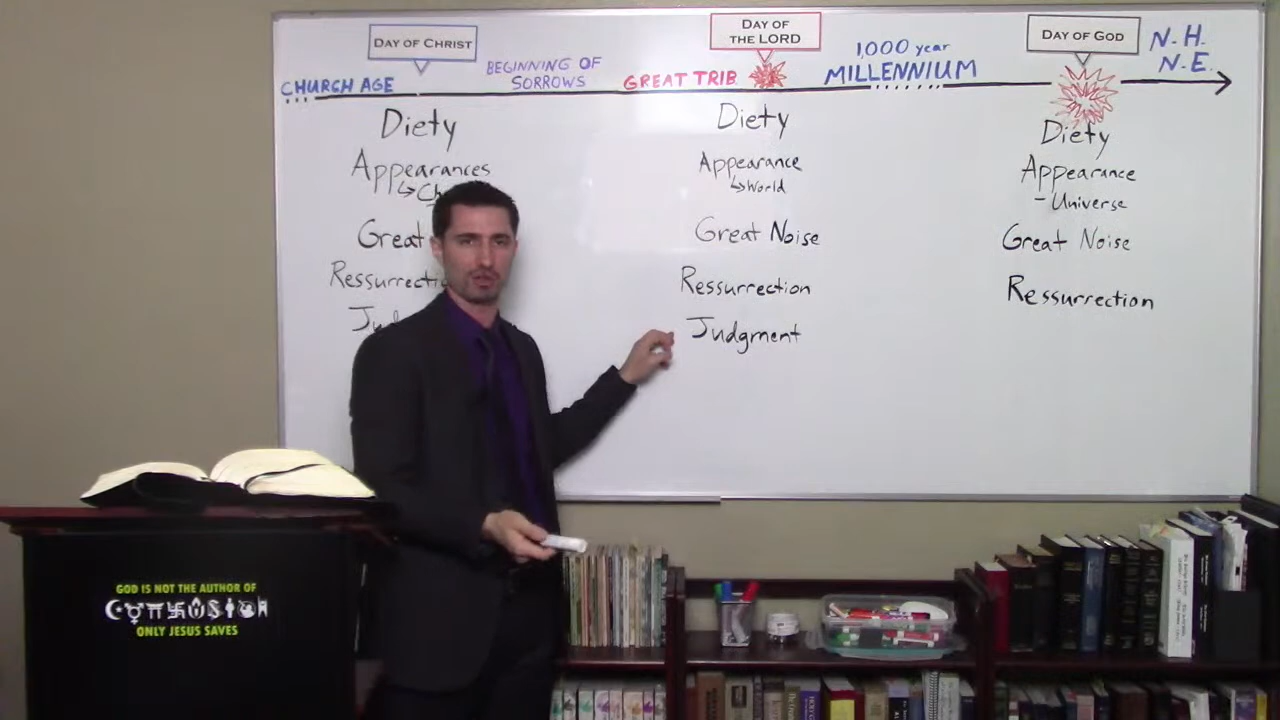 DAY OF CHRIST
DAY OF
THE LORD
DAY OF GOD
CHURCH AGE
BEGINNING OF
SORROWS
GREAT TRIB
1,000 year
MILLENNIUM
N.H.
N.E.
Diety
Appearances
Great
Diety
Appearance
World
Great Noise
Ressurrection
Judgment
Diety
Appearance
- Universe
Great Noise
Ressurrection
GOD IS NOT THE AUTHOR OF
ONLY JESUS SAVES